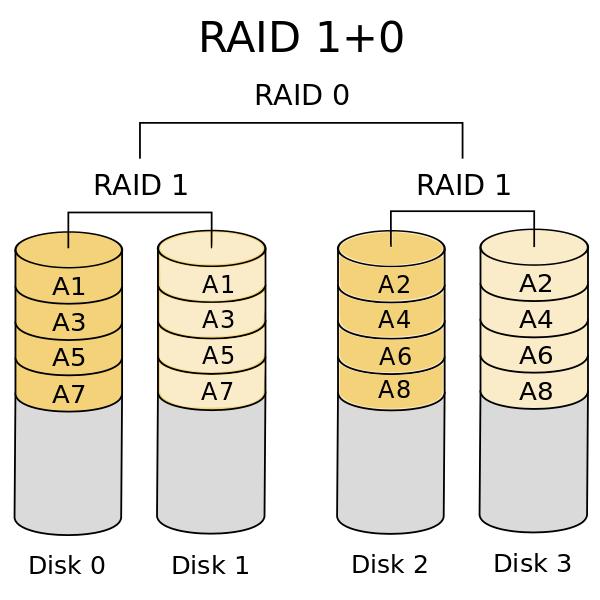 RAID 1+0
RAID 0
RAID 1
RAID 1
A1
A3
A5
A7
Disk 0
A1
A3
A5
A7
Disk 1
A2
A4
A6
A8
Disk 2
A2
A4
A6
A8
Disk 3